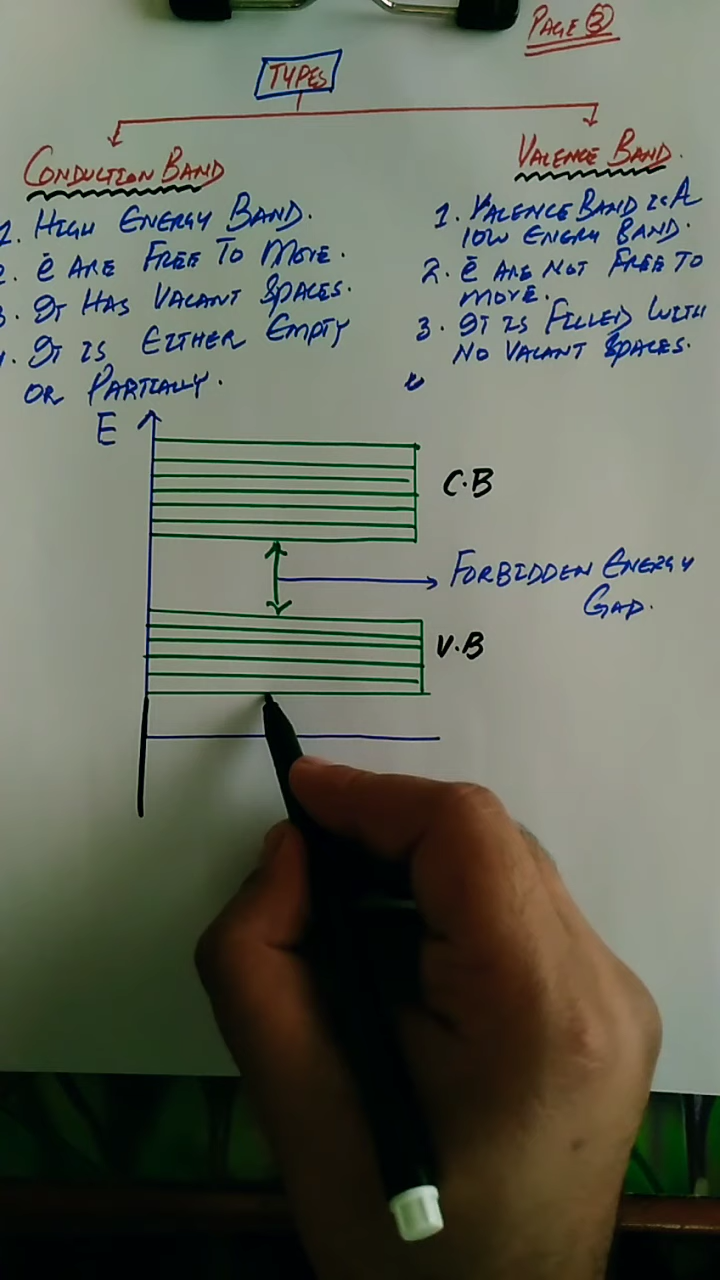 PAGE 3
TYPES
CONDUCTION BAND
1. HIGH ENERGY BAND.
2. ē ARE FREE TO MOVE.
3. IT HAS VACANT SPACES.
4. IT IS EITHER EMPTY
OR PARTIALLY.
VALENCE BAND.
1. VALENCE BAND IS A
LOW ENGRY BAND.
2. ē ARE NOT FREE TO
MOVE.
3. IT IS FILLED WITH
NO VACANT SPACES.
E
C.B
FORBIDDEN ENERGY
GAP.
V.B